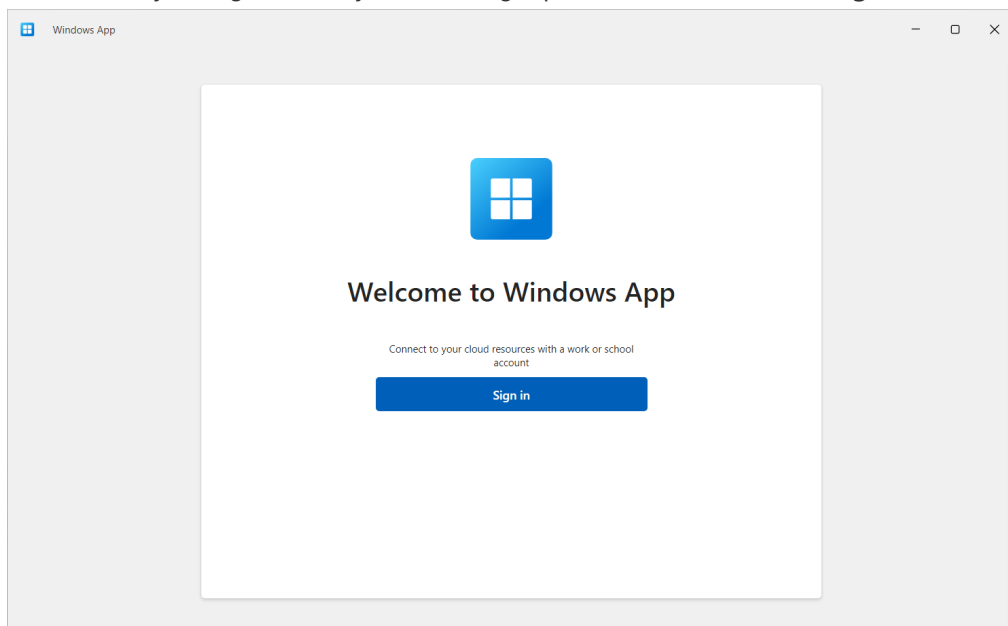 Windows App
Welcome to Windows App
Connect to your cloud resources with a work or school
account
Sign in